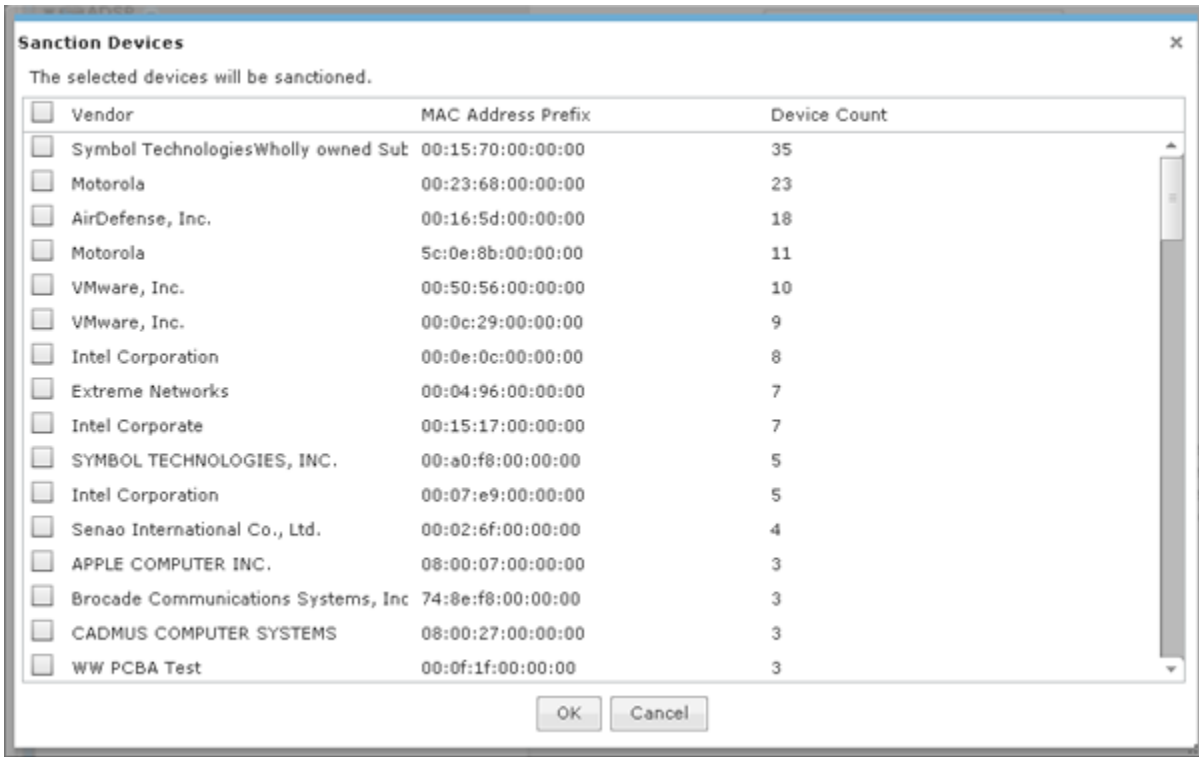 Sanction Devices
The selected devices will be sanctioned.
Vendor MAC Address Prefix Device Count
Symbol TechnologiesWholly owned Sub 00:15:70:00:00:00 35
Motorola 00:23:68:00:00:00 23
AirDefense, Inc. 00:16:5d:00:00:00 18
Motorola 5c:0e:8b:00:00:00 11
VMware, Inc. 00:50:56:00:00:00 10
VMware, Inc. 00:0c:29:00:00:00 9
Intel Corporation 00:0e:0c:00:00:00 8
Extreme Networks 00:04:96:00:00:00 7
Intel Corporate 00:15:17:00:00:00 7
SYMBOL TECHNOLOGIES, INC. 00:a0:f8:00:00:00 5
Intel Corporation 00:07:e9:00:00:00 5
Senao International Co., Ltd. 00:02:6f:00:00:00 4
APPLE COMPUTER INC. 08:00:07:00:00:00 3
Brocade Communications Systems, Inc 74:8e:f8:00:00:00 3
CADMUS COMPUTER SYSTEMS 08:00:27:00:00:00 3
WW PCBA Test 00:0f:1f:00:00:00 3
OK Cancel